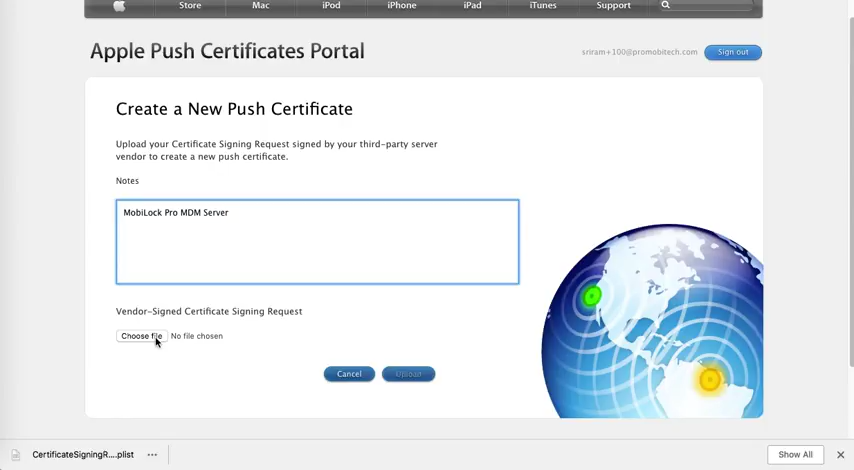 Store Mac iPod iPhone iPad iTunes Support
Apple Push Certificates Portal
sriram+100@promobitech.com Sign out
Create a New Push Certificate
Upload your Certificate Signing Request signed by your third-party server
vendor to create a new push certificate.
Notes
MobiLock Pro MDM Server
Vendor-Signed Certificate Signing Request
Choose file No file chosen
Cancel Upload
CertificateSigningR....plist Show All